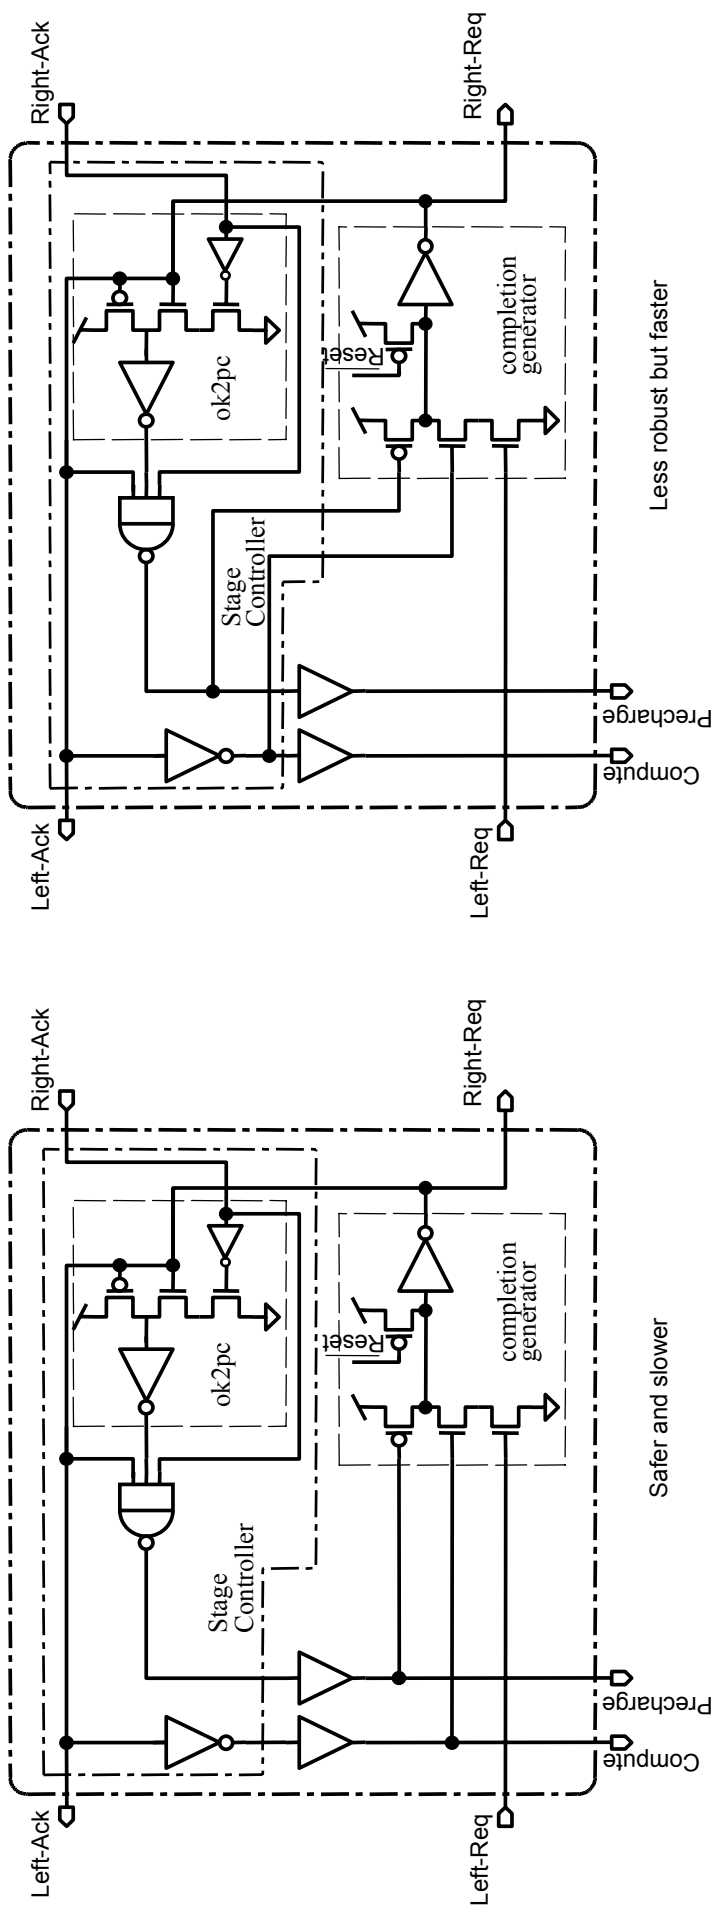 Left-Ack
Right-Ack
ok2pc
Stage
Controller
Reset
completion
generator
Left-Req
Right-Req
Compute
Precharge
Safer and slower
Left-Ack
Right-Ack
ok2pc
Stage
Controller
Reset
completion
generator
Left-Req
Right-Req
Compute
Precharge
Less robust but faster